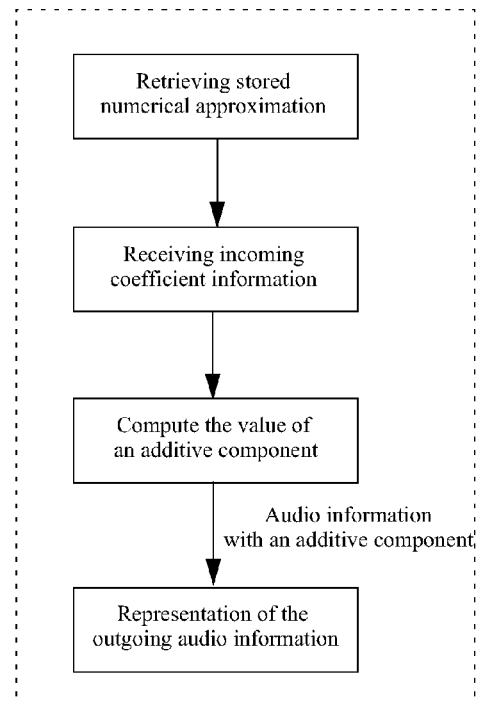 Retrieving stored
numerical approximation
Receiving incoming
coefficient information
Compute the value of
an additive component
Audio information
with an additive component
Representation of the
outgoing audio information